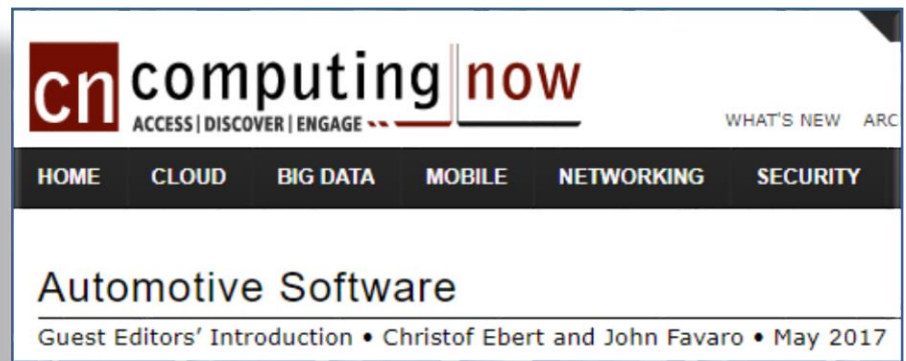 cn computing now
ACCESS | DISCOVER | ENGAGE
WHAT'S NEW ARC
HOME CLOUD BIG DATA MOBILE NETWORKING SECURITY
Automotive Software
Guest Editors' Introduction • Christof Ebert and John Favaro • May 2017